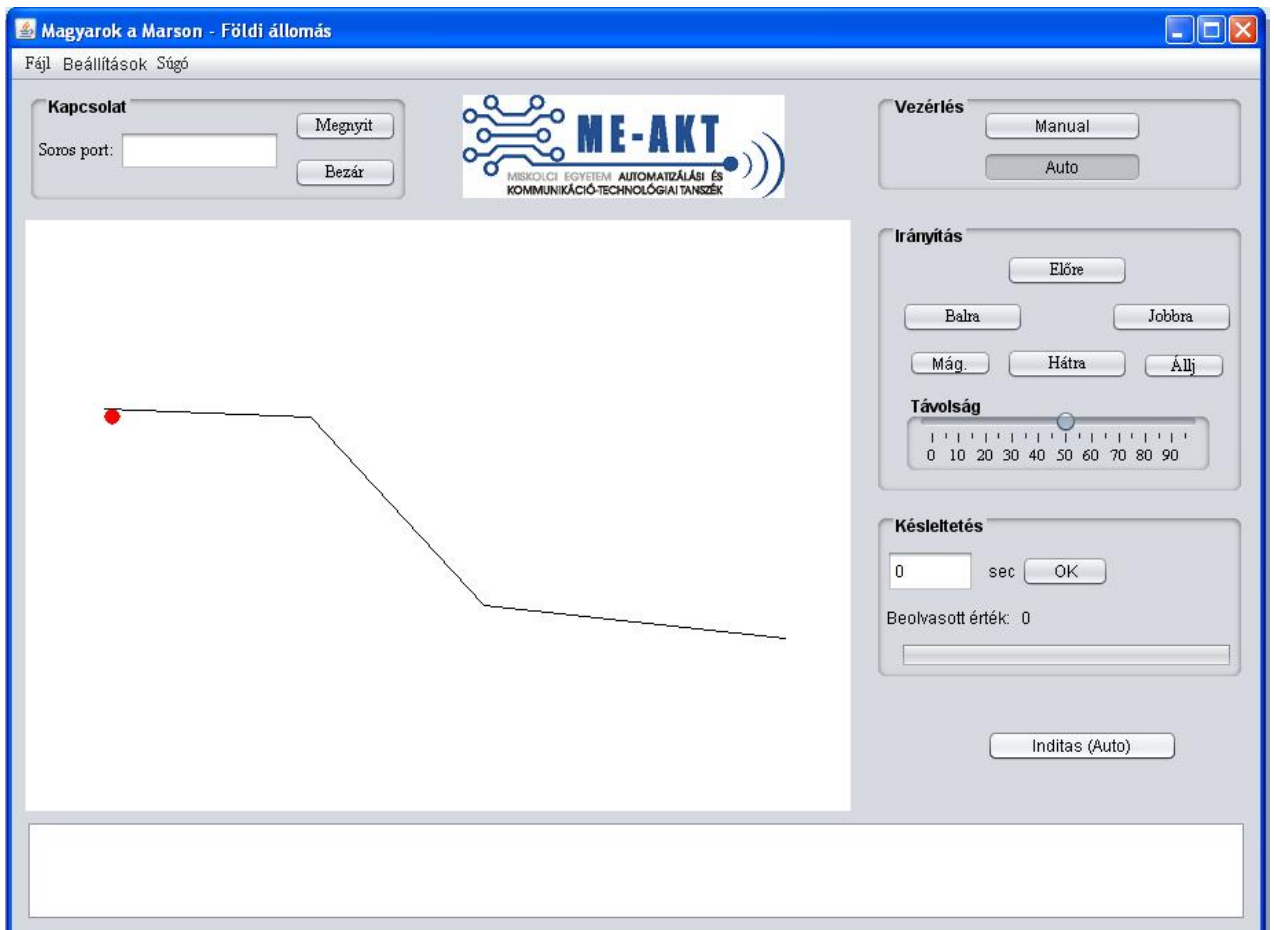 Magyarok a Marson - Földi állomás
Fájl Beállítások Súgó
Kapcsolat
Soros port:
Megnyit
Bezár
ME-AKT
MISKOLCI EGYETEM AUTOMATIZÁLÁSI ÉS
KOMMUNIKÁCIÓ-TECHNOLÓGIAI TANSZÉK
Vezérlés
Manual
Auto
Irányítás
Előre
Balra
Jobbra
Mág.
Hátra
Állj
Távolság
0 10 20 30 40 50 60 70 80 90
Késleltetés
0 sec OK
Beolvasott érték: 0
Inditas (Auto)